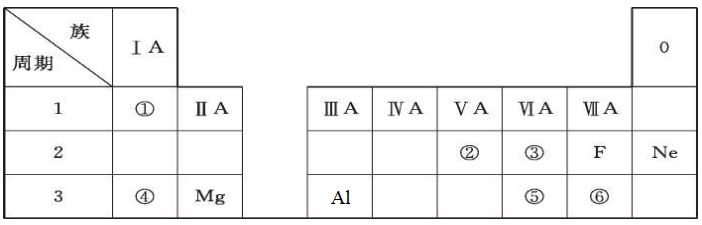 族
周期
ⅠA
0
1 ① ⅡA ⅢA ⅣA ⅤA ⅥA ⅦA
2 ② ③ F Ne
3 ④ Mg Al ⑤ ⑥